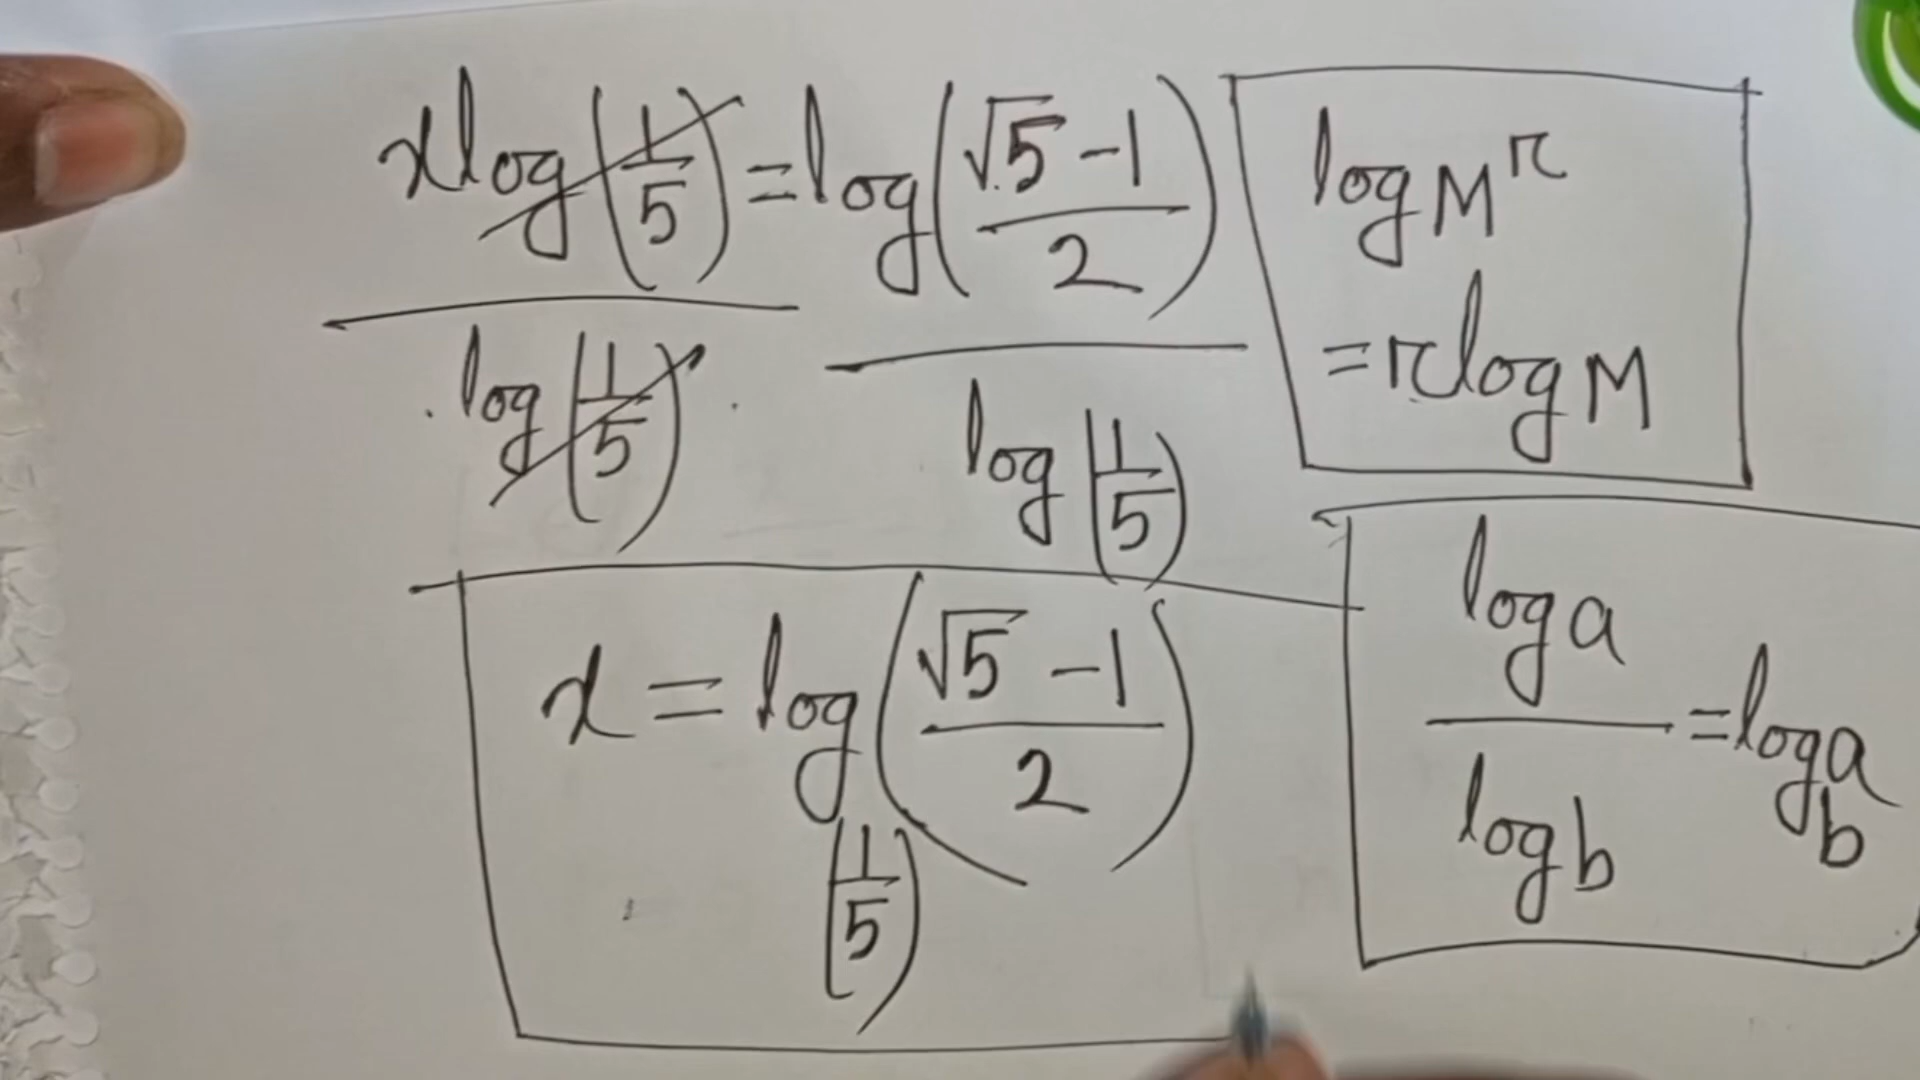 x log (1/5) = log ((√5 - 1)/2)
log (1/5) log (1/5)
x = log (1/5) ((√5 - 1)/2)
log M^r
= r log M
log a / log b = log_b a